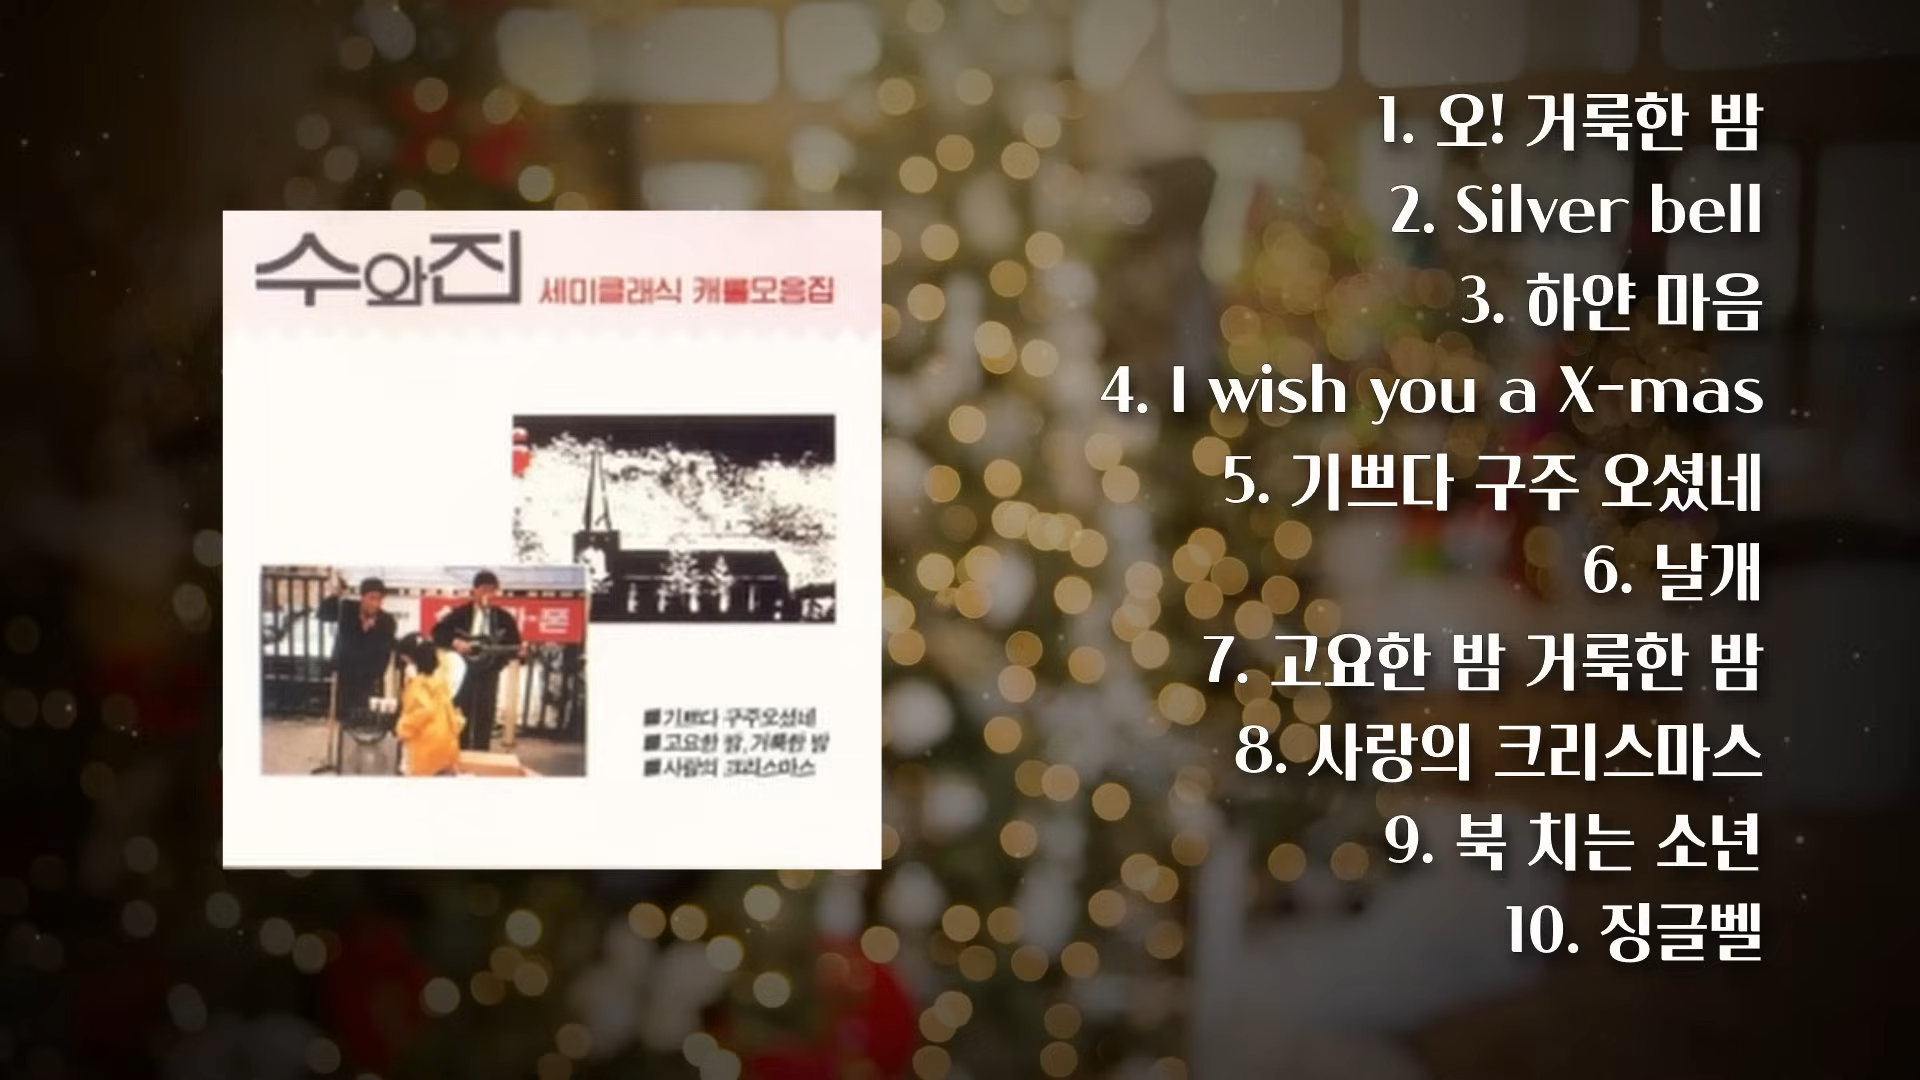 수와진 세미클래식 캐롤모음집
기쁘다 구주오셨네
고요한 밤, 거룩한 밤
사랑의 크리스마스
1. 오! 거룩한 밤
2. Silver bell
3. 하얀 마음
4. I wish you a X-mas
5. 기쁘다 구주 오셨네
6. 날개
7. 고요한 밤 거룩한 밤
8. 사랑의 크리스마스
9. 북 치는 소년
10. 징글벨